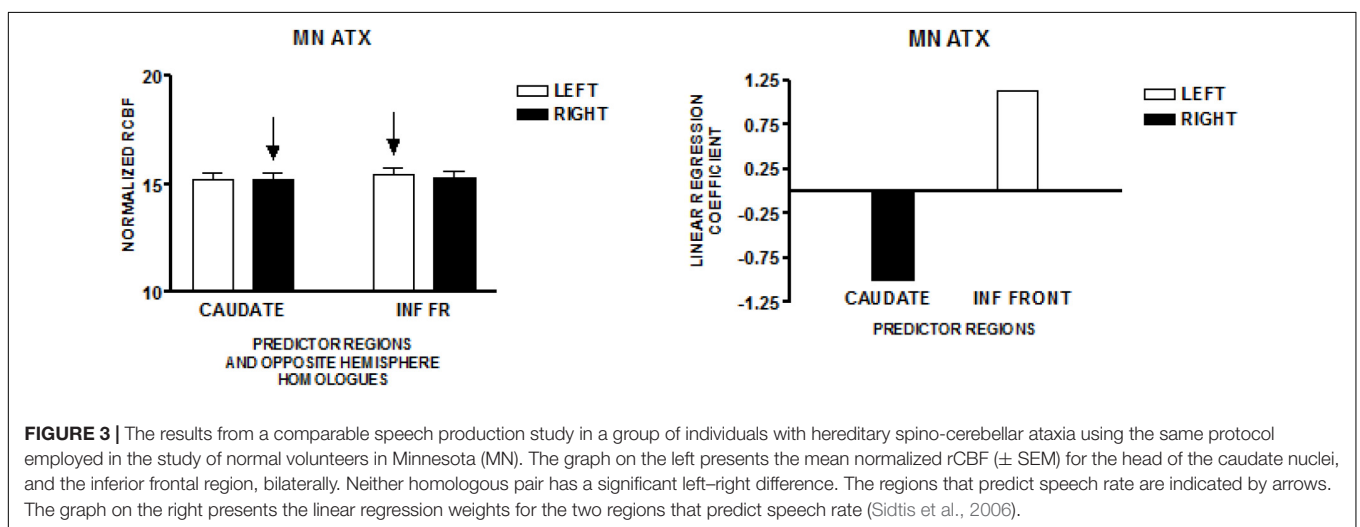 MN ATX
LEFT
RIGHT
NORMALIZED RCBF
20
15
10
CAUDATE
INF FR
PREDICTOR REGIONS
AND OPPOSITE HEMISPHERE
HOMOLOGUES
MN ATX
LEFT
RIGHT
LINEAR REGRESSION
COEFFICIENT
1.25
0.75
0.25
-0.25
-0.75
-1.25
CAUDATE
INF FRONT
PREDICTOR REGIONS
FIGURE 3 | The results from a comparable speech production study in a group of individuals with hereditary spino-cerebellar ataxia using the same protocol
employed in the study of normal volunteers in Minnesota (MN). The graph on the left presents the mean normalized rCBF (± SEM) for the head of the caudate nuclei,
and the inferior frontal region, bilaterally. Neither homologous pair has a significant left–right difference. The regions that predict speech rate are indicated by arrows.
The graph on the right presents the linear regression weights for the two regions that predict speech rate (Sidtis et al., 2006).